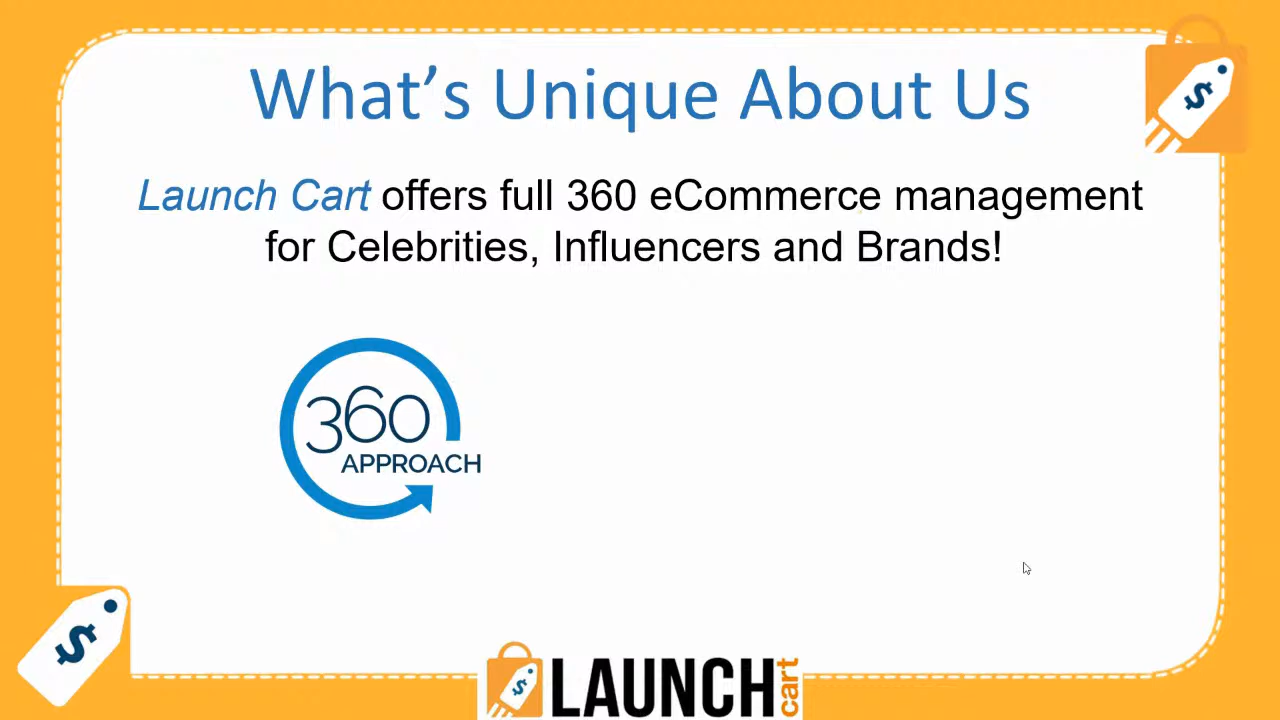 What's Unique About Us
Launch Cart offers full 360 eCommerce management
for Celebrities, Influencers and Brands!
360
APPROACH
$
$
$
LAUNCH cart